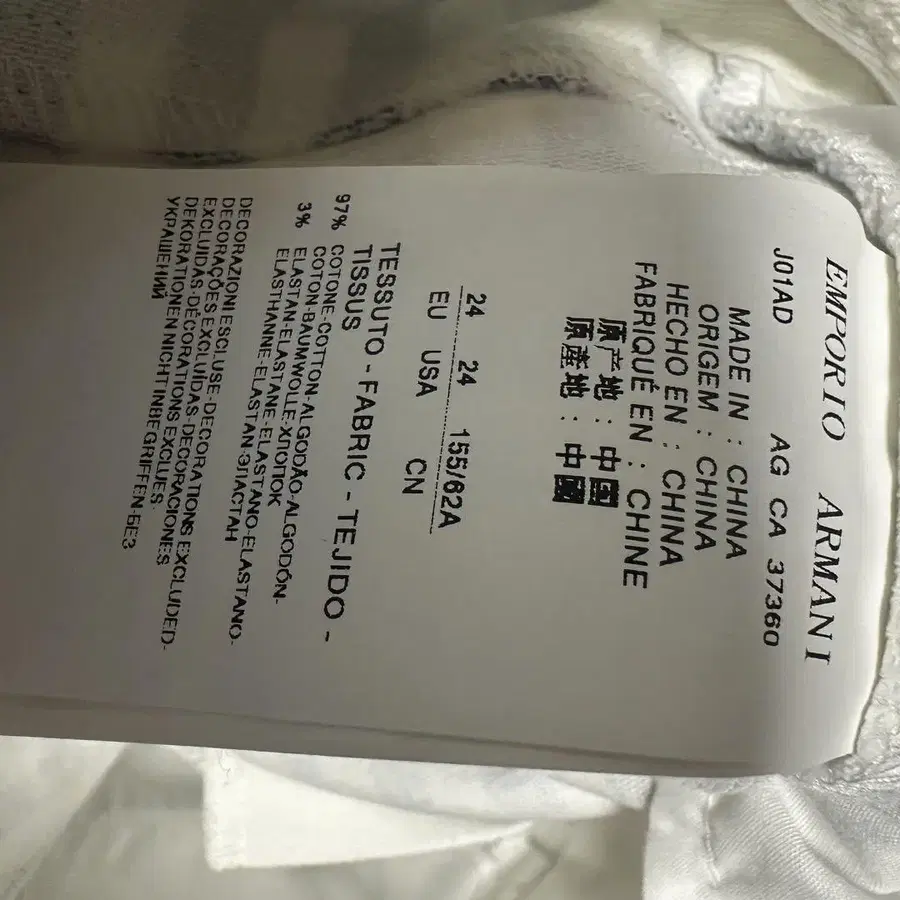 EMPORIO ARMANI
J01AD AG CA 37360
MADE IN : CHINA
ORIGEM : CHINA
HECHO EN : CHINA
FABRIQUÉ EN : CHINE
原产地 : 中国
原產地 : 中國
24 24 155/62A
EU USA CN
TESSUTO - FABRIC - TEJIDO -
TISSUS
97% COTONE-COTTON-ALGODÃO-ALGODÓN-
COTON-BAUMWOLLE-ХЛОПОК
3% ELASTAN-ELASTANE-ELASTANO-ELASTANO-
ELASTHANNE-ELASTAN-ЭЛАСТАН
DECORAZIONI ESCLUSE-DECORATIONS EXCLUDED-
DECORAÇÕES EXCLUÍDAS-DECORACIONES
EXCLUIDAS-DÉCORATIONS EXCLUES
DEKORATIONEN NICHT INBEGRIFFEN-БЕЗ
УКРАШЕНИЙ